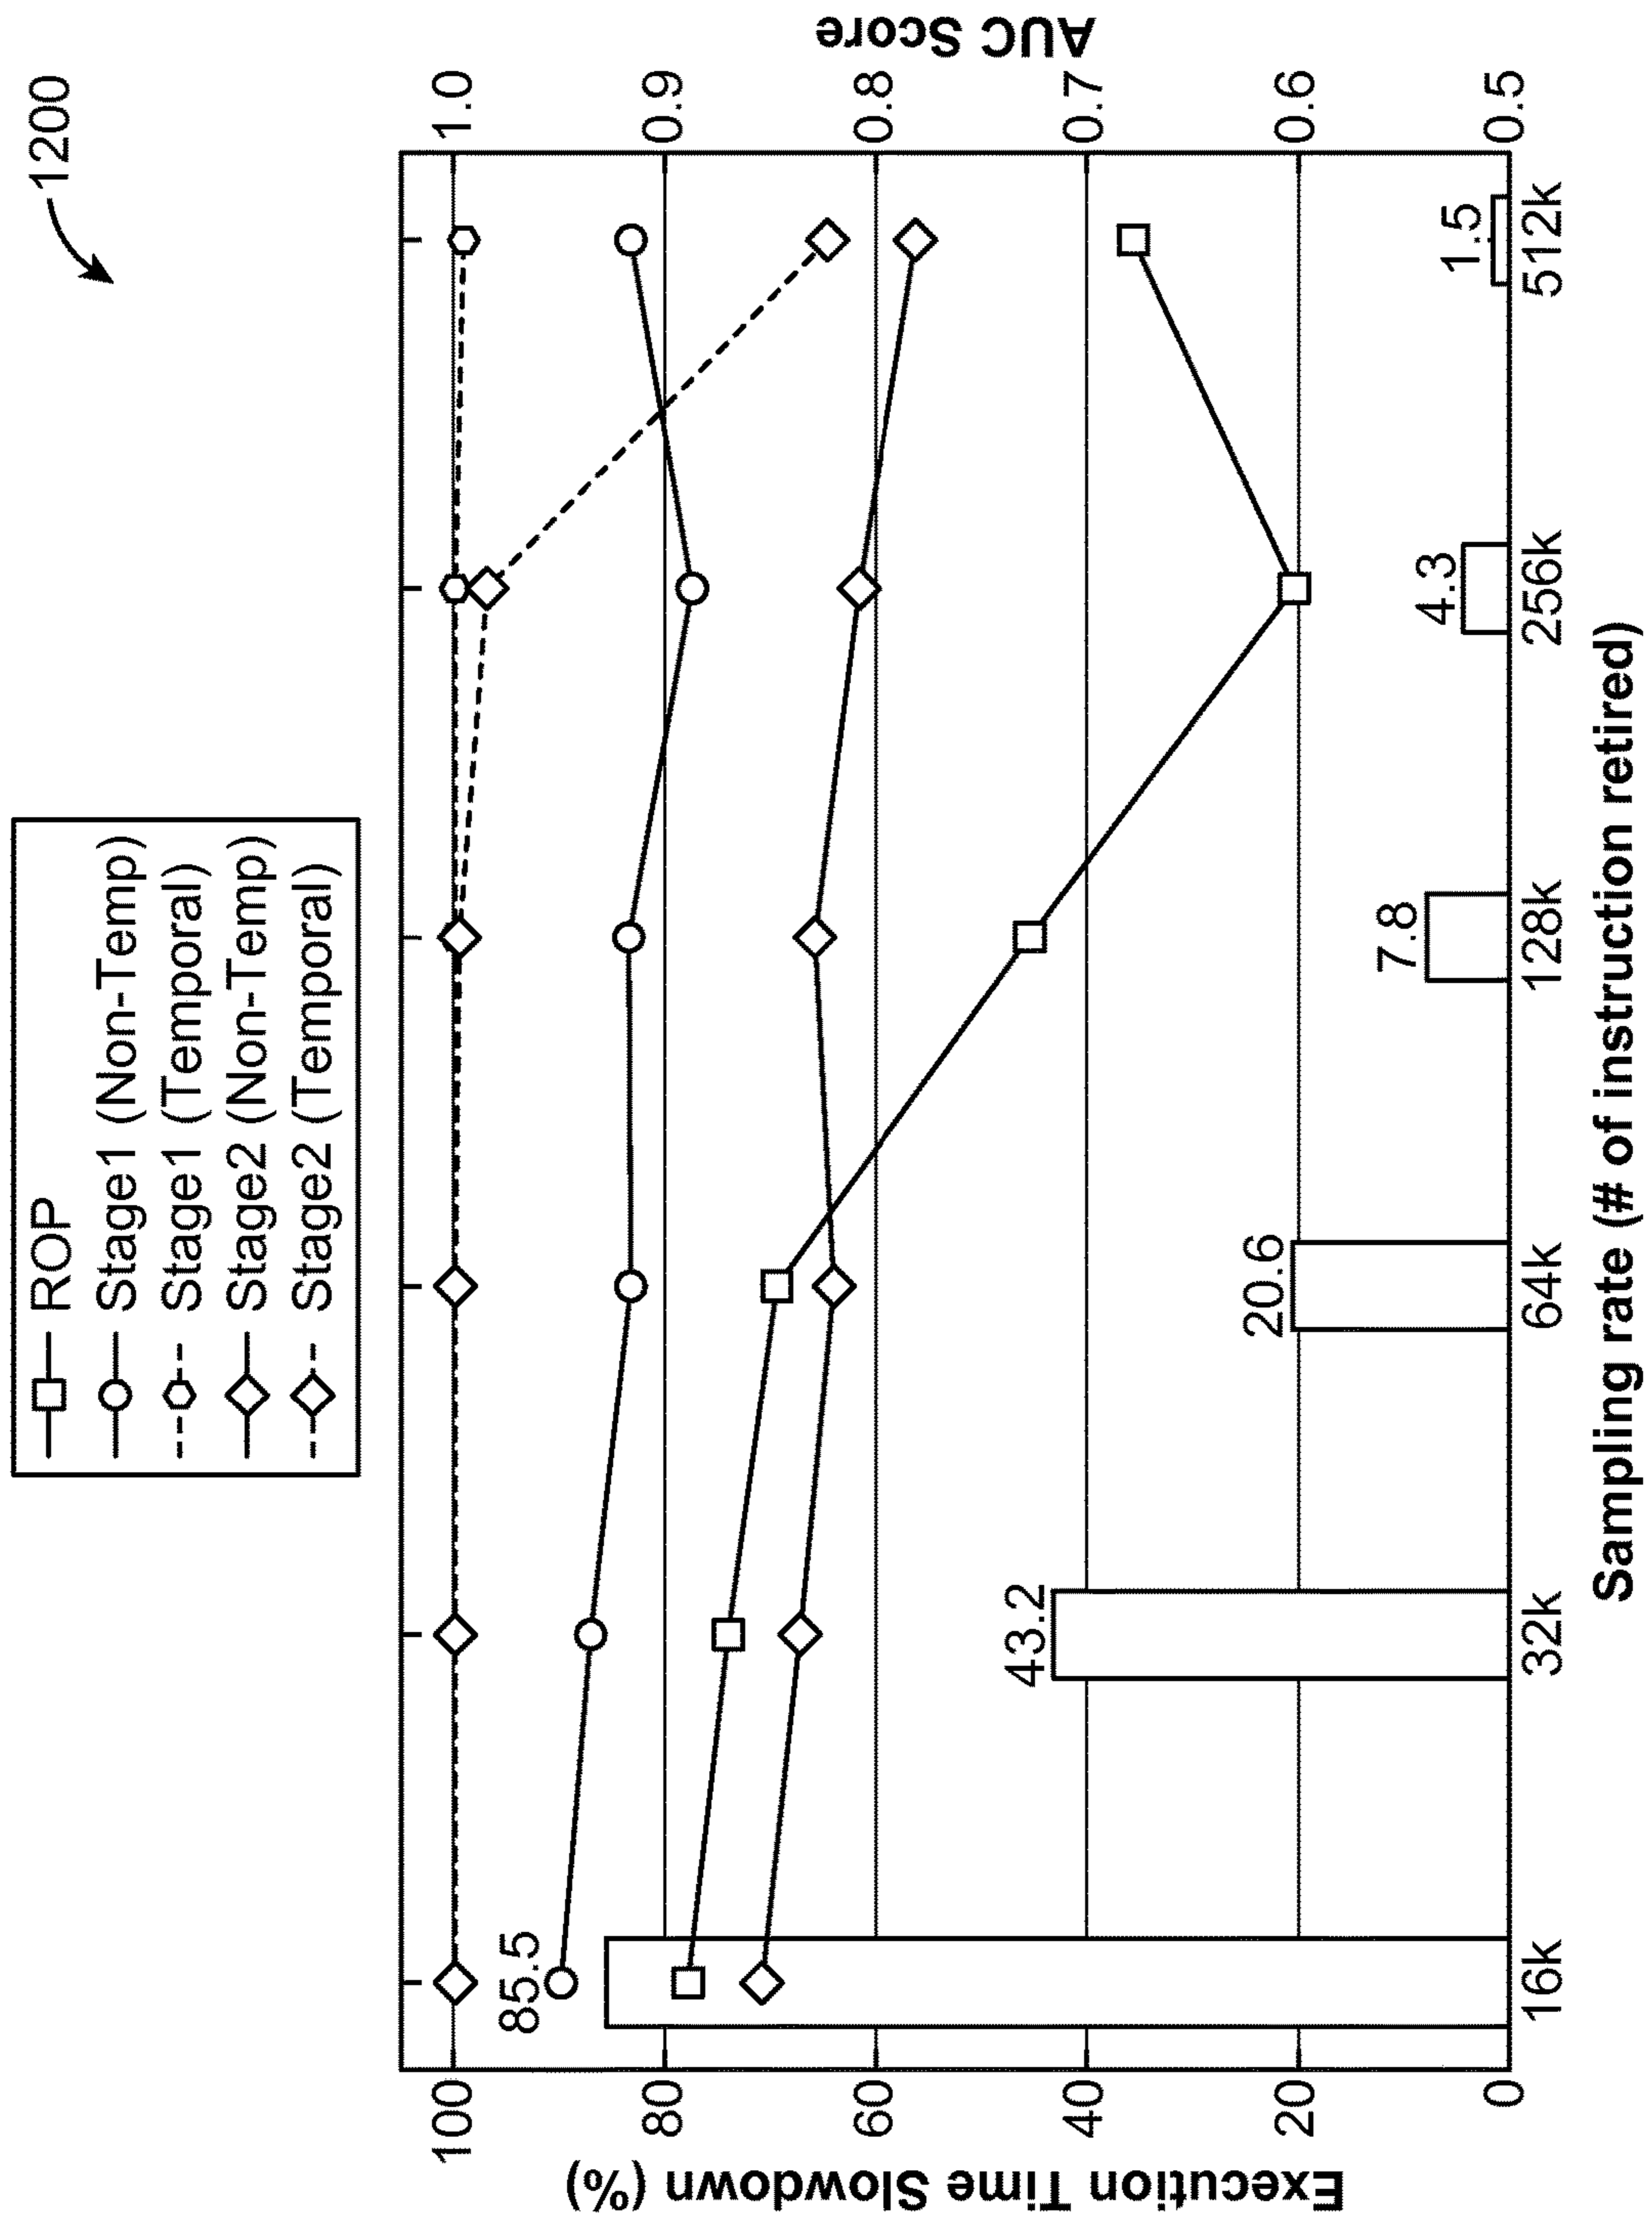 1200
ROP
Stage1 (Non-Temp)
Stage1 (Temporal)
Stage2 (Non-Temp)
Stage2 (Temporal)
Execution Time Slowdown (%)
100
80
60
40
20
0
AUC Score
1.0
0.9
0.8
0.7
0.6
0.5
85.5
43.2
20.6
7.8
4.3
1.5
16k 32k 64k 128k 256k 512k
Sampling rate (# of instruction retired)